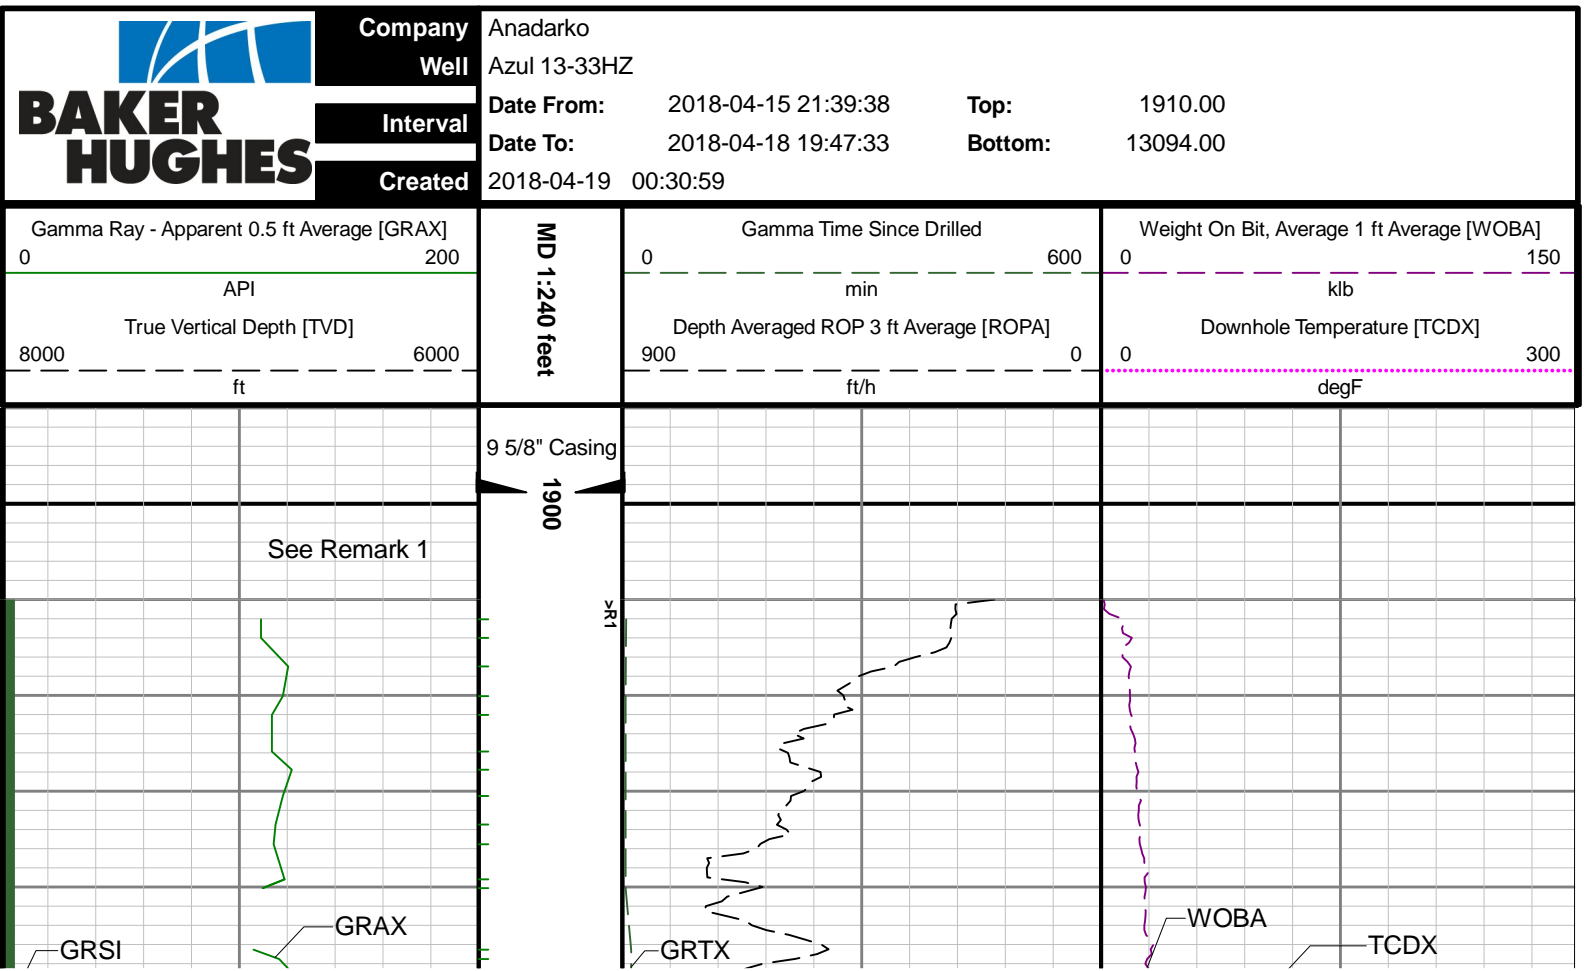 BAKER
HUGHES
Company Anadarko
Well Azul 13-33HZ
Interval
Date From: 2018-04-15 21:39:38 Top: 1910.00
Date To: 2018-04-18 19:47:33 Bottom: 13094.00
Created 2018-04-19 00:30:59
Gamma Ray - Apparent 0.5 ft Average [GRAX]
0 200
API
True Vertical Depth [TVD]
8000 6000
ft
MD 1:240 feet
Gamma Time Since Drilled
0 600
min
Depth Averaged ROP 3 ft Average [ROPA]
900 0
ft/h
Weight On Bit, Average 1 ft Average [WOBA]
0 150
klb
Downhole Temperature [TCDX]
0 300
degF
9 5/8" Casing
1900
See Remark 1
>R1
GRAX
GRSI
GRTX
WOBA
TCDX